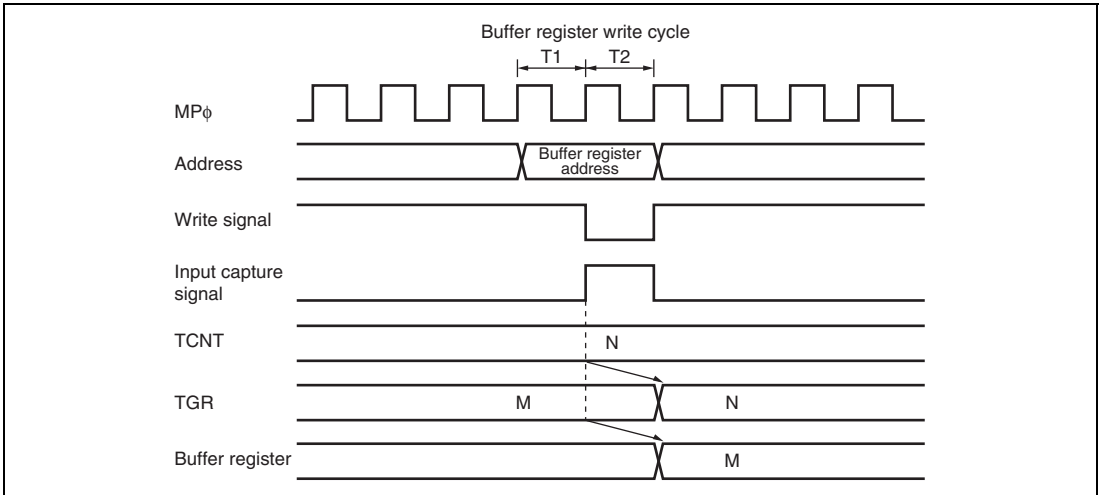 Buffer register write cycle
T1 T2
MPϕ
Address
Buffer register
address
Write signal
Input capture
signal
TCNT
N
TGR
M
N
Buffer register
M